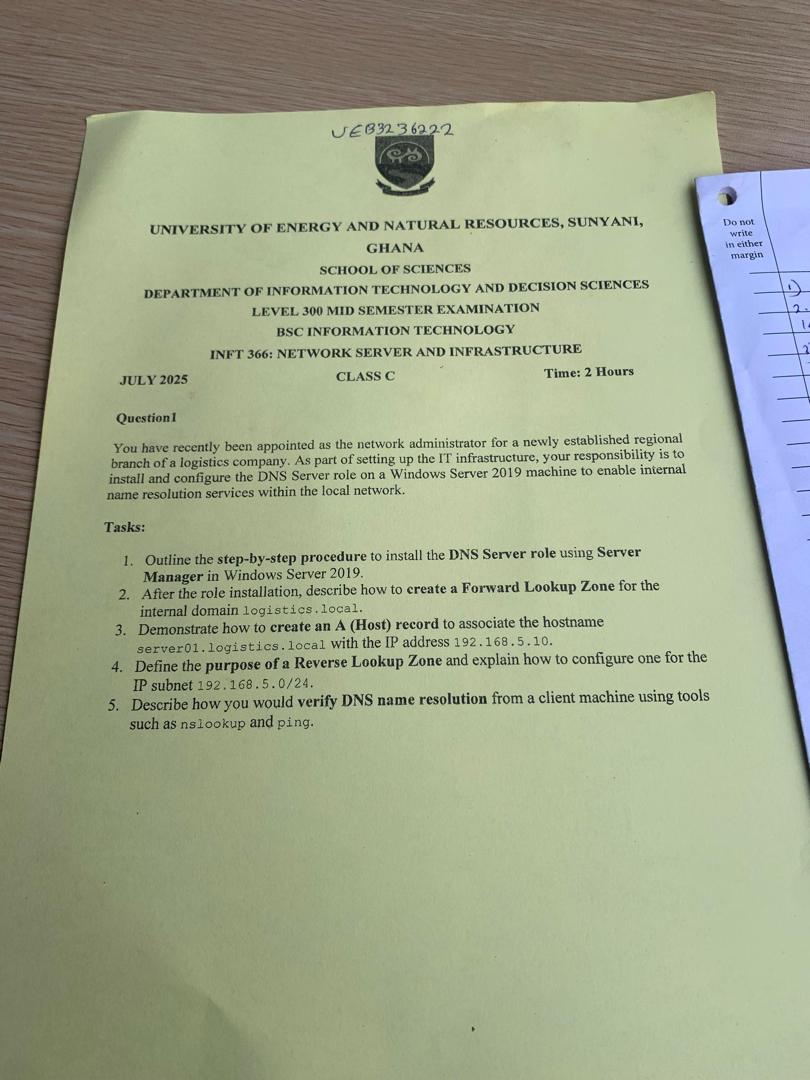 UEB3236222
UNIVERSITY OF ENERGY AND NATURAL RESOURCES, SUNYANI,
GHANA
SCHOOL OF SCIENCES
DEPARTMENT OF INFORMATION TECHNOLOGY AND DECISION SCIENCES
LEVEL 300 MID SEMESTER EXAMINATION
BSC INFORMATION TECHNOLOGY
INFT 366: NETWORK SERVER AND INFRASTRUCTURE
JULY 2025 CLASS C Time: 2 Hours
Question1
You have recently been appointed as the network administrator for a newly established regional
branch of a logistics company. As part of setting up the IT infrastructure, your responsibility is to
install and configure the DNS Server role on a Windows Server 2019 machine to enable internal
name resolution services within the local network.
Tasks:
1. Outline the step-by-step procedure to install the DNS Server role using Server
Manager in Windows Server 2019.
2. After the role installation, describe how to create a Forward Lookup Zone for the
internal domain logistics.local.
3. Demonstrate how to create an A (Host) record to associate the hostname
server01.logistics.local with the IP address 192.168.5.10.
4. Define the purpose of a Reverse Lookup Zone and explain how to configure one for the
IP subnet 192.168.5.0/24.
5. Describe how you would verify DNS name resolution from a client machine using tools
such as nslookup and ping.
Do not
write
in either
margin
1)
2.